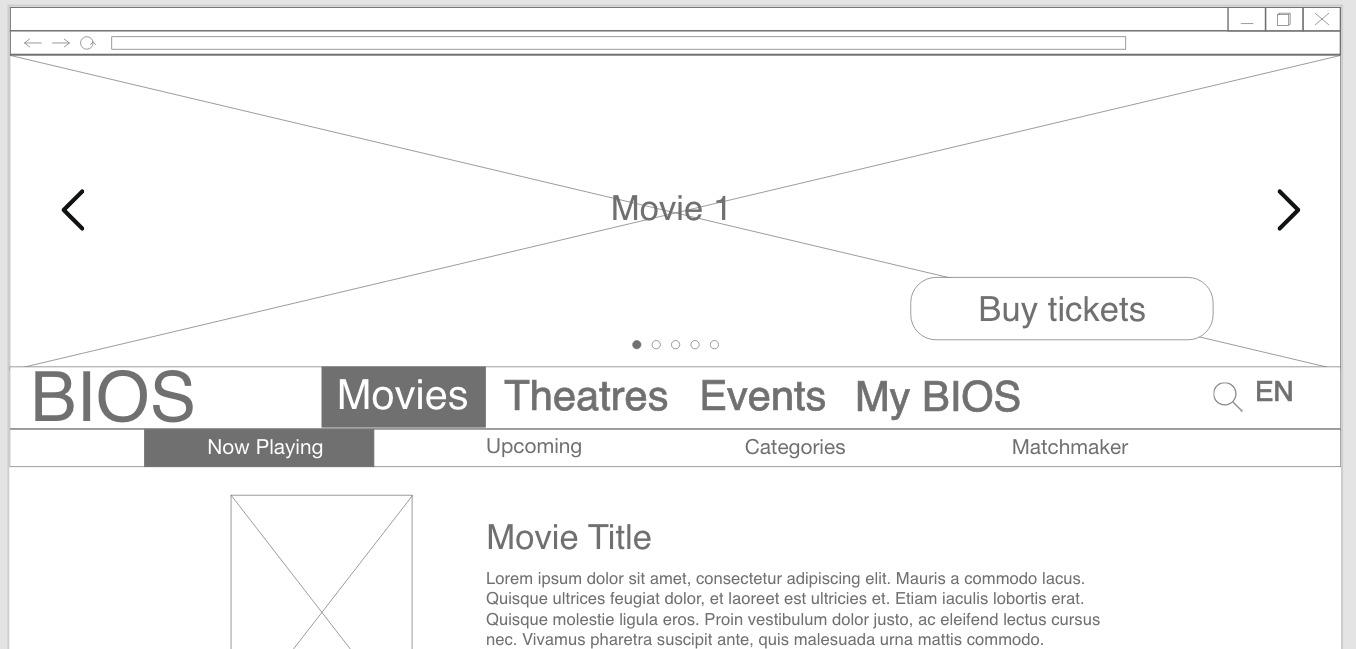 Movie 1
Buy tickets
BIOS Movies Theatres Events My BIOS EN
Now Playing Upcoming Categories Matchmaker
Movie Title
Lorem ipsum dolor sit amet, consectetur adipiscing elit. Mauris a commodo lacus.
Quisque ultrices feugiat dolor, et laoreet est ultricies et. Etiam iaculis lobortis erat.
Quisque molestie ligula eros. Proin vestibulum dolor justo, ac eleifend lectus cursus
nec. Vivamus pharetra suscipit ante, quis malesuada urna mattis commodo.